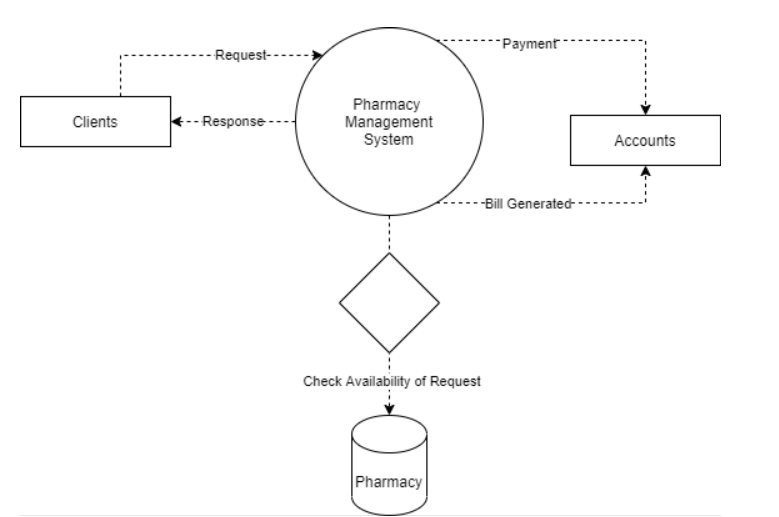 Request
Payment
Pharmacy
Management
System
Clients
Response
Accounts
Bill Generated
Check Availability of Request
Pharmacy